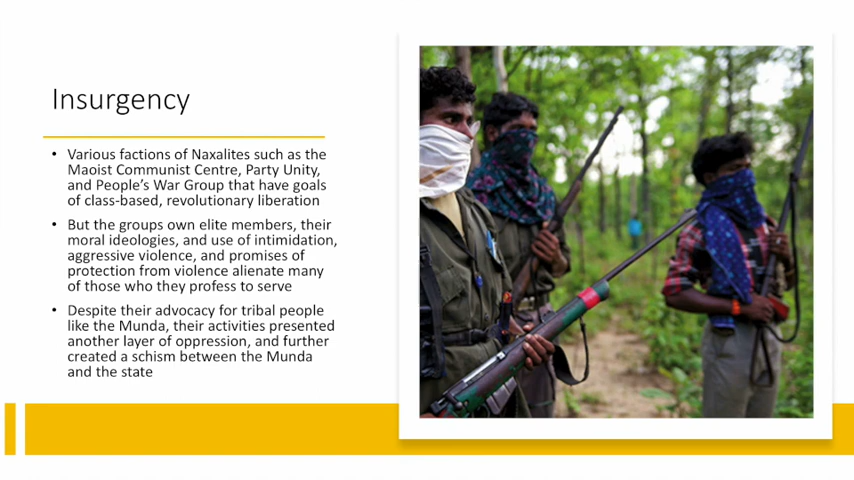 Insurgency
• Various factions of Naxalites such as the
Maoist Communist Centre, Party Unity,
and People's War Group that have goals
of class-based, revolutionary liberation
• But the groups own elite members, their
moral ideologies, and use of intimidation,
aggressive violence, and promises of
protection from violence alienate many
of those who they profess to serve
• Despite their advocacy for tribal people
like the Munda, their activities presented
another layer of oppression, and further
created a schism between the Munda
and the state